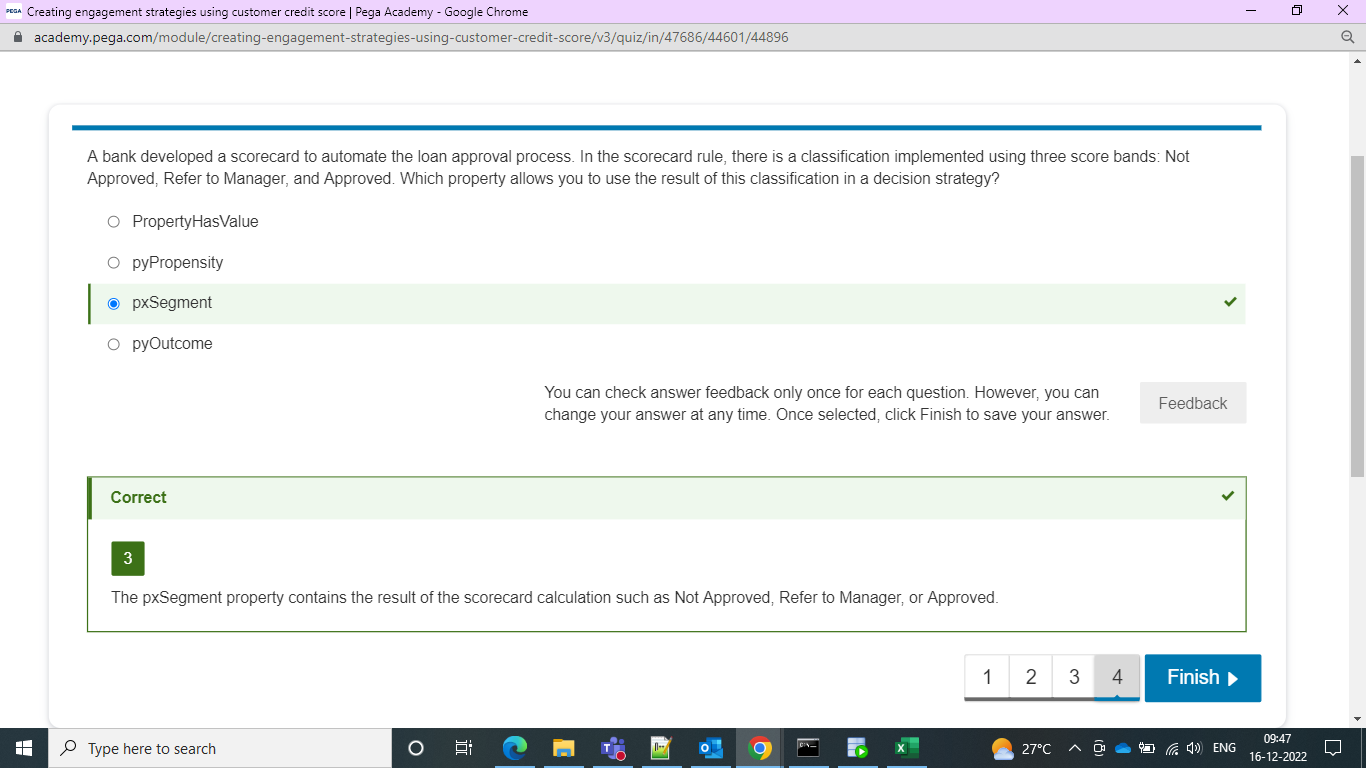 PEGA Creating engagement strategies using customer credit score | Pega Academy - Google Chrome
academy.pega.com/module/creating-engagement-strategies-using-customer-credit-score/v3/quiz/in/47686/44601/44896
A bank developed a scorecard to automate the loan approval process. In the scorecard rule, there is a classification implemented using three score bands: Not
Approved, Refer to Manager, and Approved. Which property allows you to use the result of this classification in a decision strategy?
PropertyHasValue
pyPropensity
pxSegment
pyOutcome
You can check answer feedback only once for each question. However, you can
change your answer at any time. Once selected, click Finish to save your answer.
Feedback
Correct
3
The pxSegment property contains the result of the scorecard calculation such as Not Approved, Refer to Manager, or Approved.
1 2 3 4 Finish
Type here to search
27°C
ENG
09:47
16-12-2022